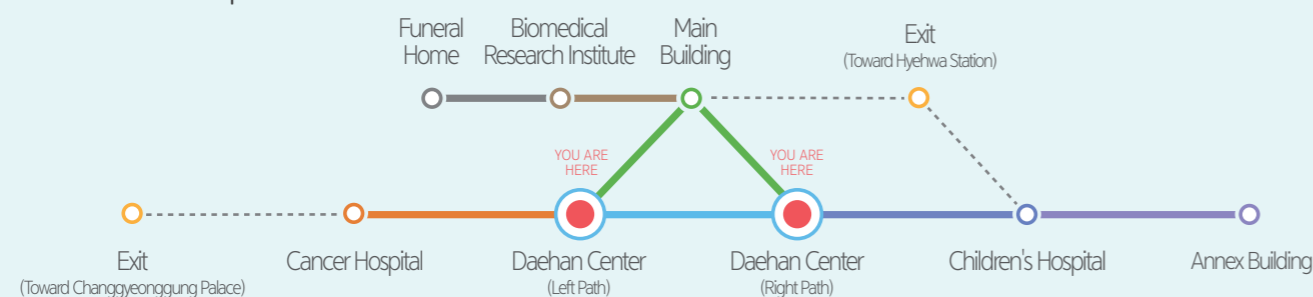 Funeral
Home
Biomedical
Research Institute
Main
Building
Exit
(Toward Hyehwa Station)
YOU ARE
HERE
YOU ARE
HERE
Exit
(Toward Changgyeonggung Palace)
Cancer Hospital
Daehan Center
(Left Path)
Daehan Center
(Right Path)
Children's Hospital
Annex Building